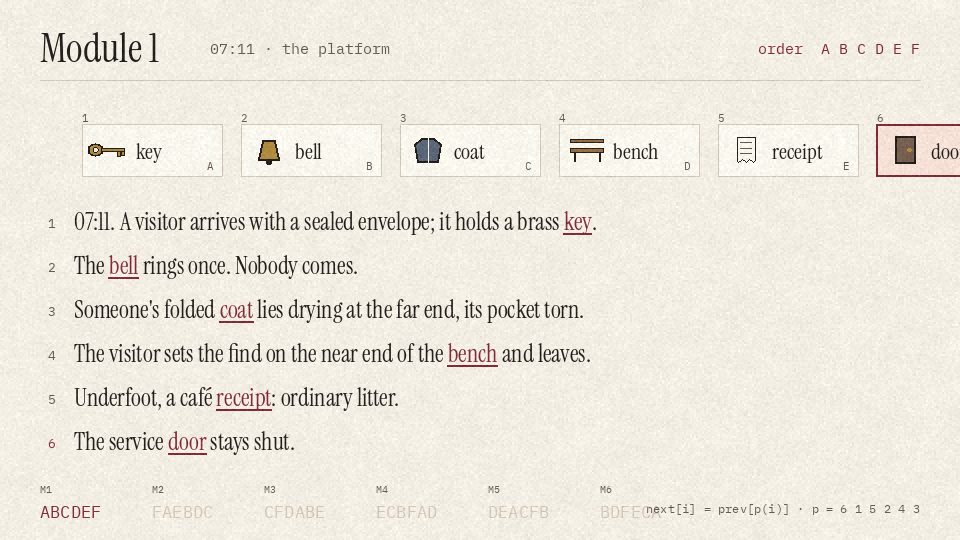 Module 1 07:11 · the platform order A B C D E F
1 2 3 4 5 6
key A bell B coat C bench D receipt E doo
1 07:11. A visitor arrives with a sealed envelope; it holds a brass key.
2 The bell rings once. Nobody comes.
3 Someone's folded coat lies drying at the far end, its pocket torn.
4 The visitor sets the find on the near end of the bench and leaves.
5 Underfoot, a café receipt: ordinary litter.
6 The service door stays shut.
M1 M2 M3 M4 M5 M6
ABCDEF FAEBDC CFDABE ECBFAD DEACFB BDFECA next[i] = prev[p(i)] · p = 6 1 5 2 4 3